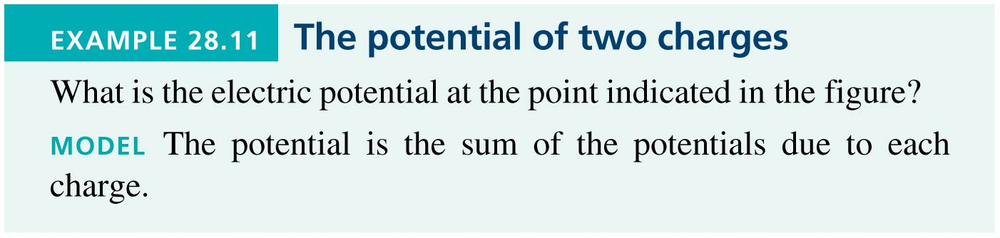 EXAMPLE 28.11 The potential of two charges
What is the electric potential at the point indicated in the figure?
MODEL The potential is the sum of the potentials due to each
charge.